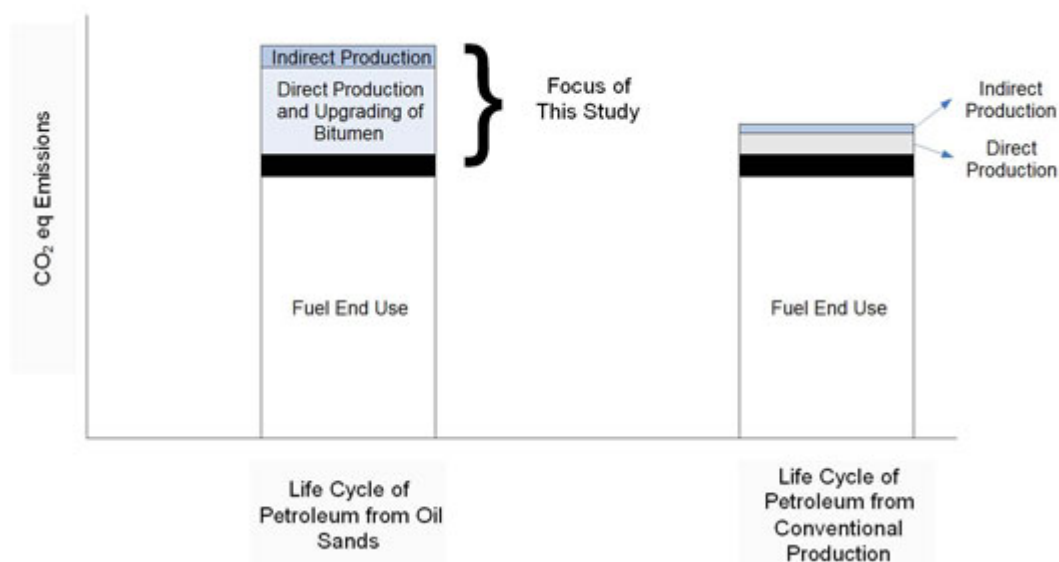 CO₂ eq Emissions
Indirect Production
Direct Production
and Upgrading of
Bitumen
Fuel End Use
Focus of
This Study
Indirect
Production
Direct
Production
Fuel End Use
Life Cycle of
Petroleum from Oil
Sands
Life Cycle of
Petroleum from
Conventional
Production